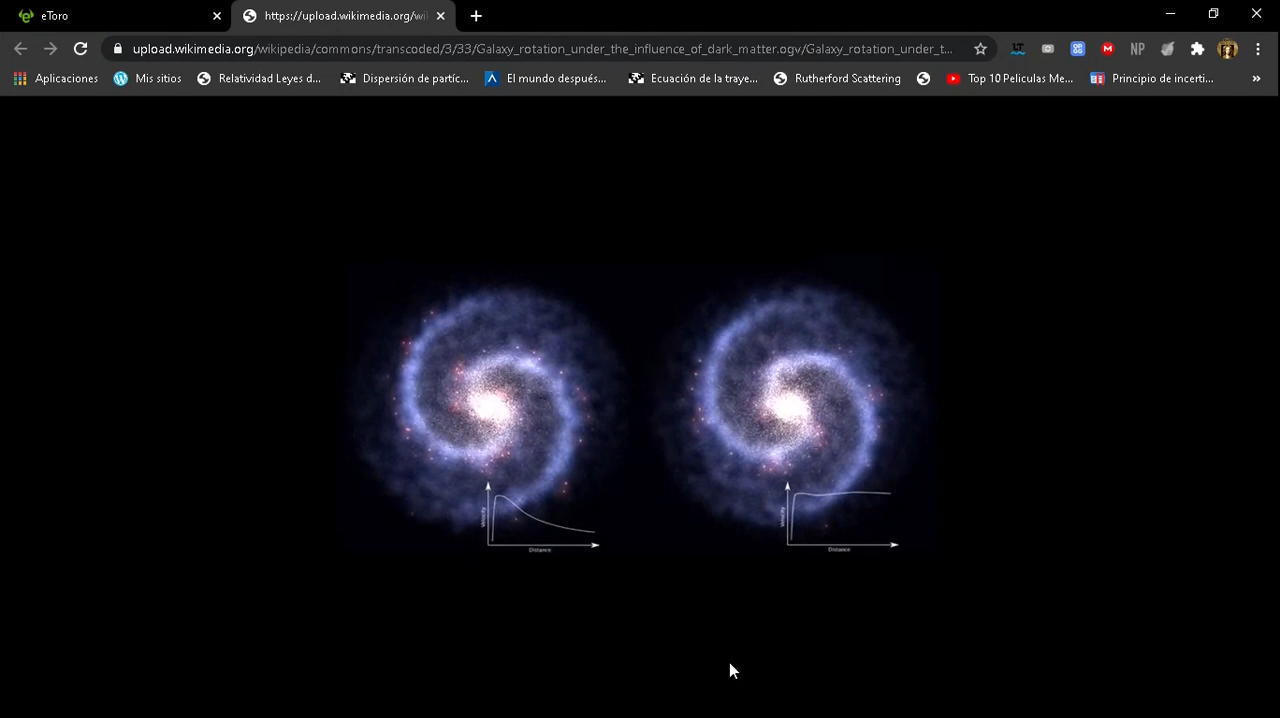 eToro
https://upload.wikimedia.org/wi
upload.wikimedia.org/wikipedia/commons/transcoded/3/33/Galaxy_rotation_under_the_influence_of_dark_matter.ogv/Galaxy_rotation_under_t...
NP
Aplicaciones
Mis sitios
Relatividad Leyes d...
Dispersión de partíc...
El mundo después...
Ecuación de la traye...
Rutherford Scattering
Top 10 Peliculas Me...
Principio de incerti...
»
Velocity
Distance
Velocity
Distance